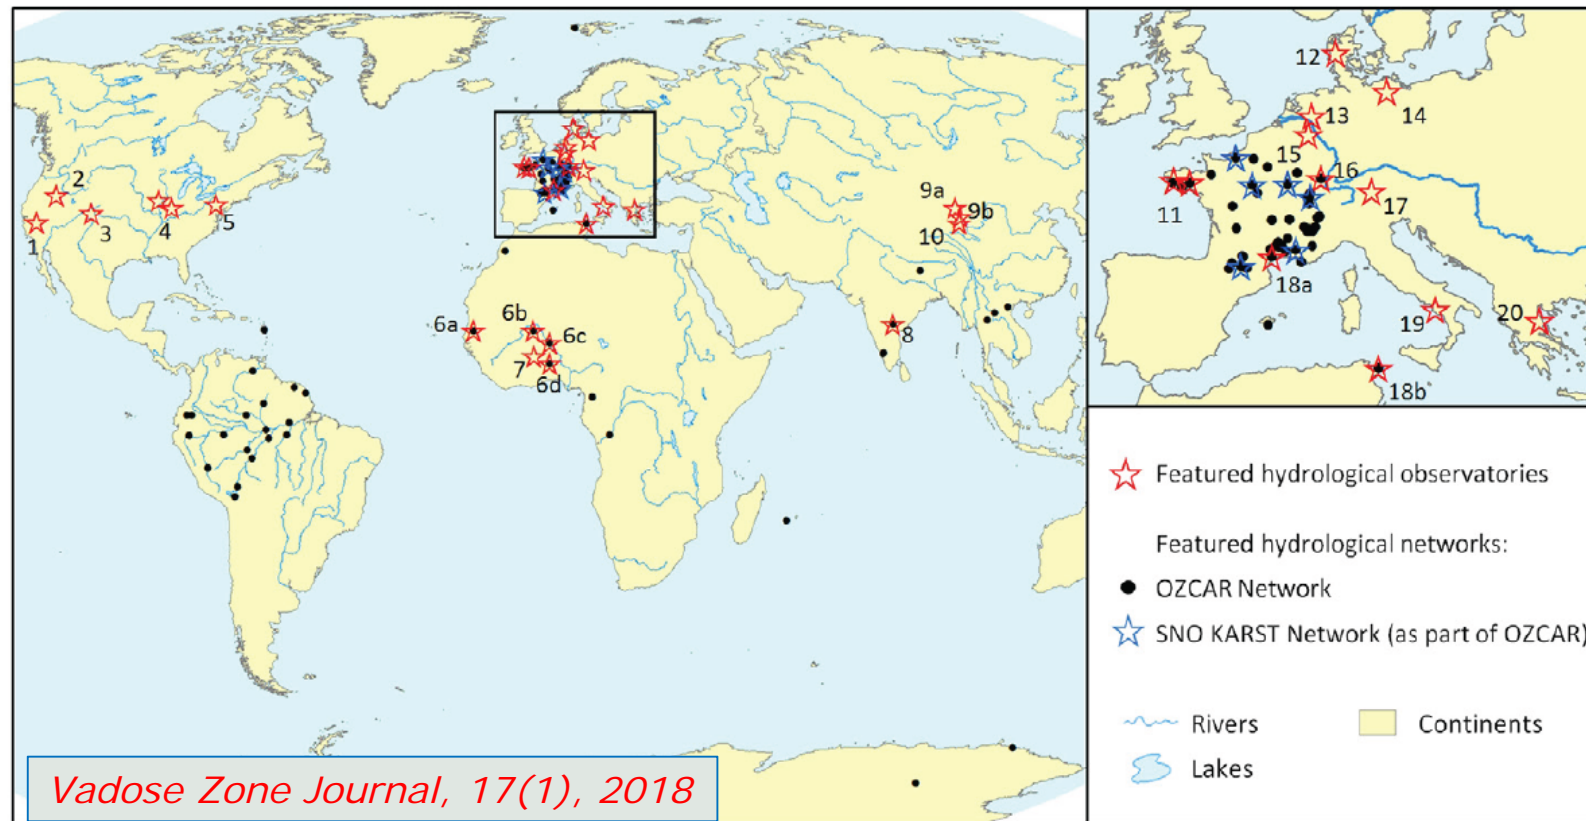 1
2
3
4
5
6a
6b
6c
7
6d
8
9a
9b
10
Vadose Zone Journal, 17(1), 2018
12
13
14
15
16
11
17
18a
19
20
18b
Featured hydrological observatories
Featured hydrological networks:
OZCAR Network
SNO KARST Network (as part of OZCAR)
Rivers
Continents
Lakes